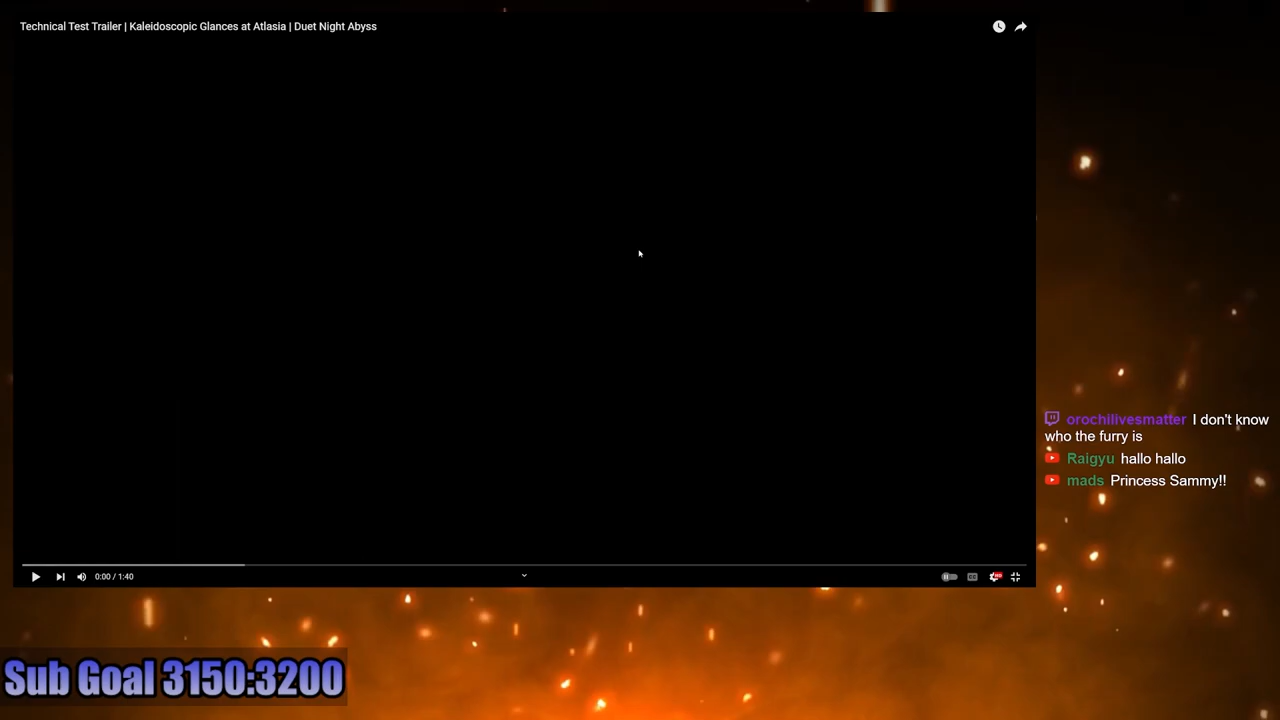 Technical Test Trailer | Kaleidoscopic Glances at Atlasia | Duet Night Abyss
orochilivesmatter I don't know
who the furry is
Raigyu hallo hallo
mads Princess Sammy!!
0:00 / 1:40
Sub Goal 3150:3200